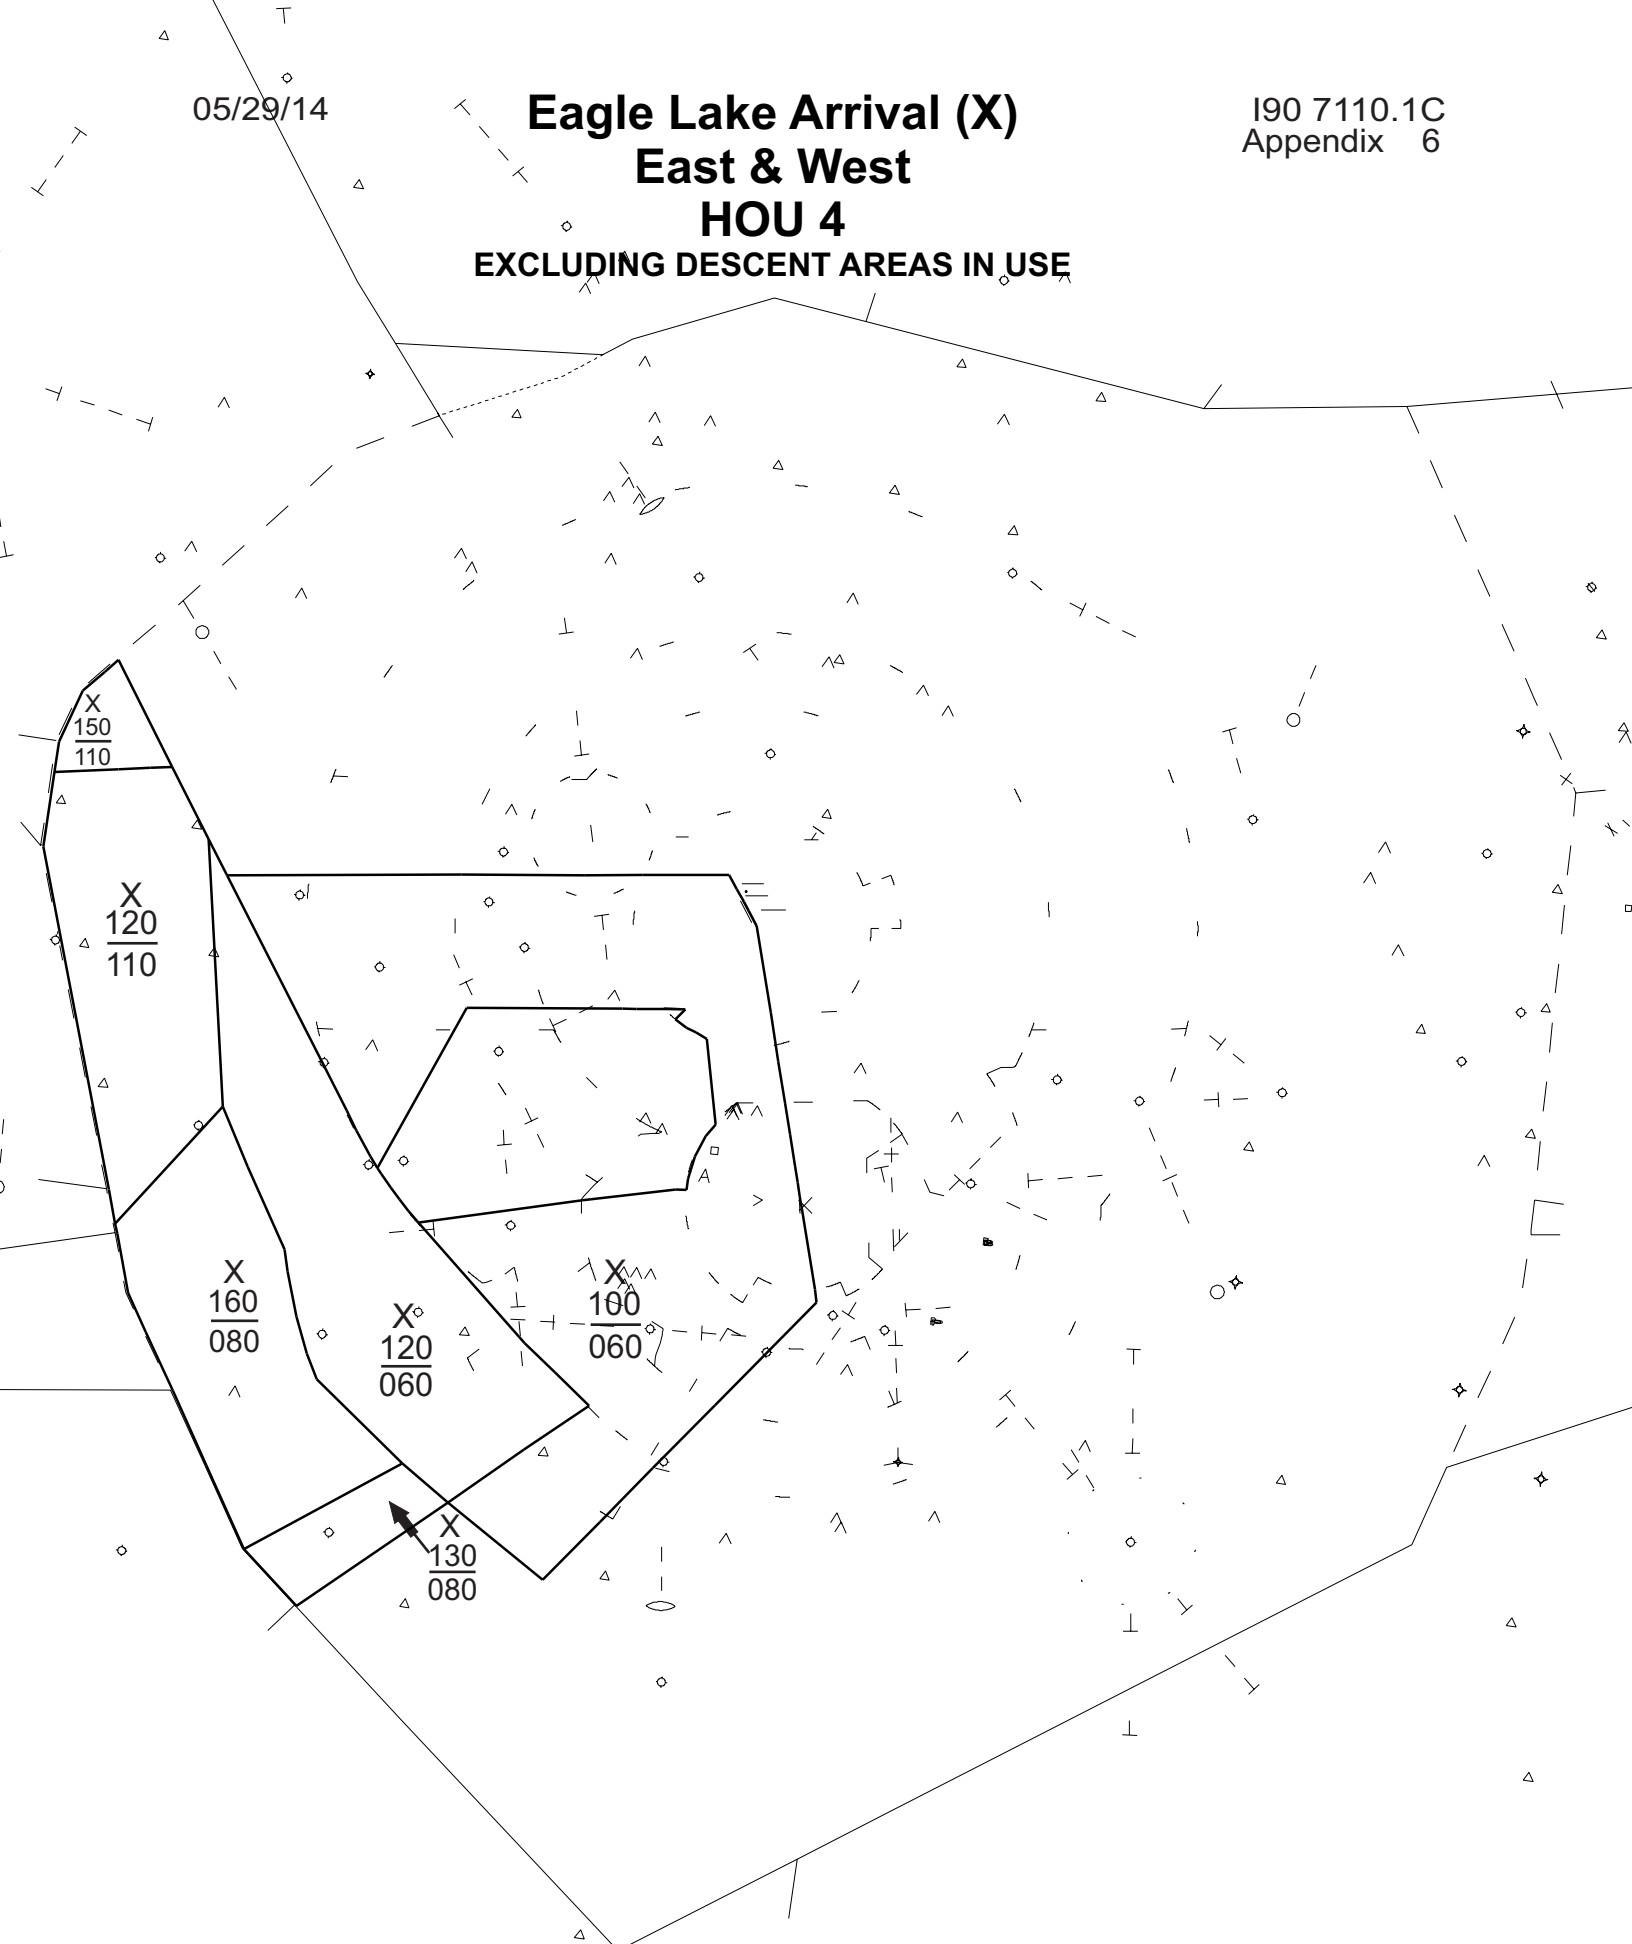 05/29/14
Eagle Lake Arrival (X)
East & West
HOU 4
EXCLUDING DESCENT AREAS IN USE
I90 7110.1C
Appendix 6
X
150
110
X
120
110
X
160
080
X
120
060
X
100
060
X
130
080
A